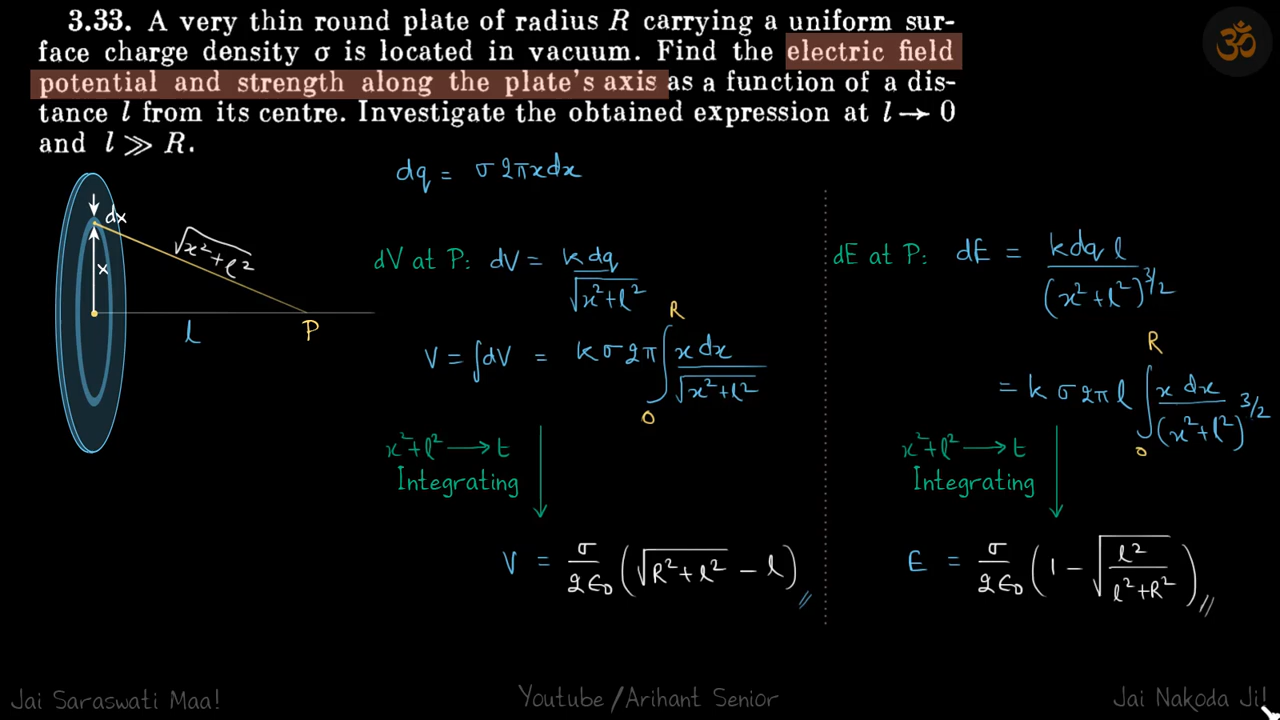 3.33. A very thin round plate of radius R carrying a uniform sur-
face charge density σ is located in vacuum. Find the electric field
potential and strength along the plate's axis as a function of a dis-
tance l from its centre. Investigate the obtained expression at l → 0
and l ≫ R.
ॐ
dq = σ 2πx dx
dx
√(x²+l²)
x
l
P
dV at P: dV = k dq / √(x²+l²)
V = ∫dV = k σ 2π ∫₀ᴿ x dx / √(x²+l²)
x²+l² → t
Integrating
V = σ/2ϵ₀ (√(R²+l²) − l)
dE at P: dE = k dq l / (x²+l²)^3/2
= k σ 2π l ∫₀ᴿ x dx / (x²+l²)^3/2
x²+l² → t
Integrating
E = σ/2ϵ₀ (1 − √(l²/(l²+R²)))
Jai Saraswati Maa!
Youtube/Arihant Senior
Jai Nakoda Ji!